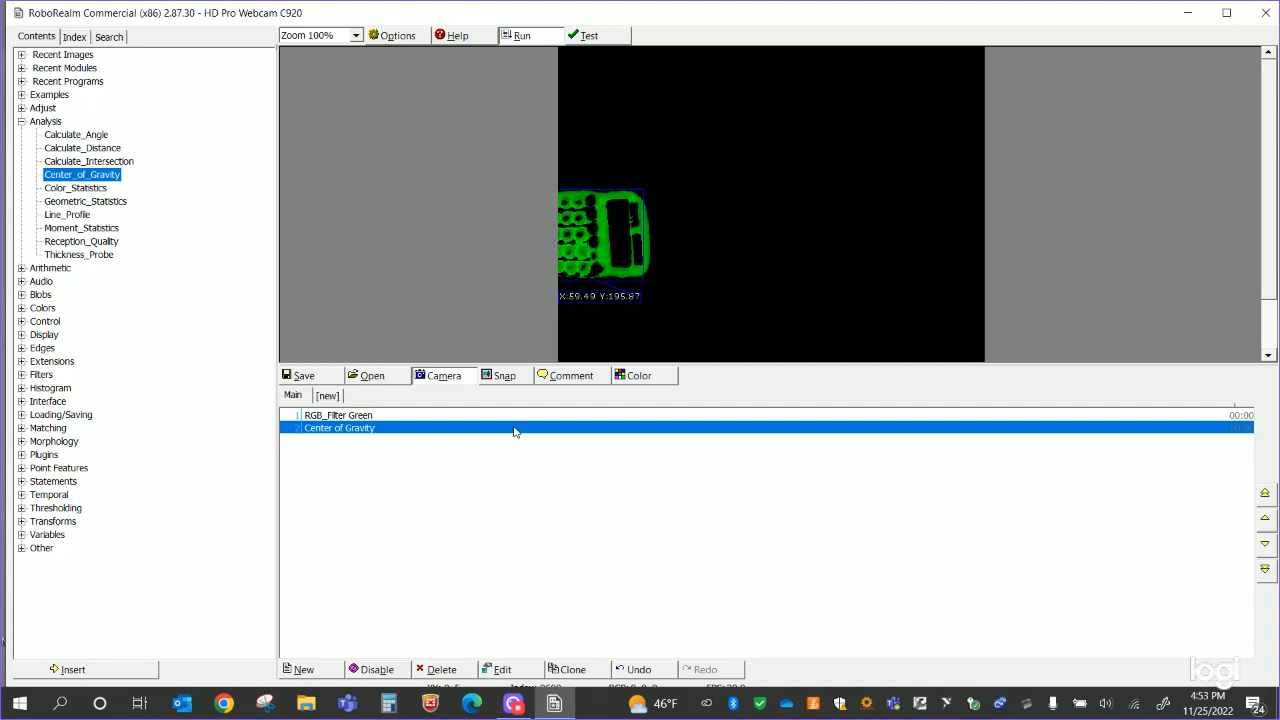 RoboRealm Commercial (x86) 2.87.30 - HD Pro Webcam C920
Contents Index Search
Zoom 100% Options Help Run Test
Recent Images
Recent Modules
Recent Programs
Examples
Adjust
Analysis
Calculate_Angle
Calculate_Distance
Calculate_Intersection
Center_of_Gravity
Color_Statistics
Geometric_Statistics
Line_Profile
Moment_Statistics
Reception_Quality
Thickness_Probe
Arithmetic
Audio
Blobs
Colors
Control
Display
Edges
Extensions
Filters
Histogram
Interface
Loading/Saving
Matching
Morphology
Plugins
Point Features
Statements
Temporal
Thresholding
Transforms
Variables
Other
Insert
X:59.49 Y:195.87
Save Open Camera Snap Comment Color
Main [new]
1 RGB_Filter Green 00:00
2 Center of Gravity
New Disable Delete Edit Clone Undo Redo
logi
46°F
4:53 PM
11/25/2022
24